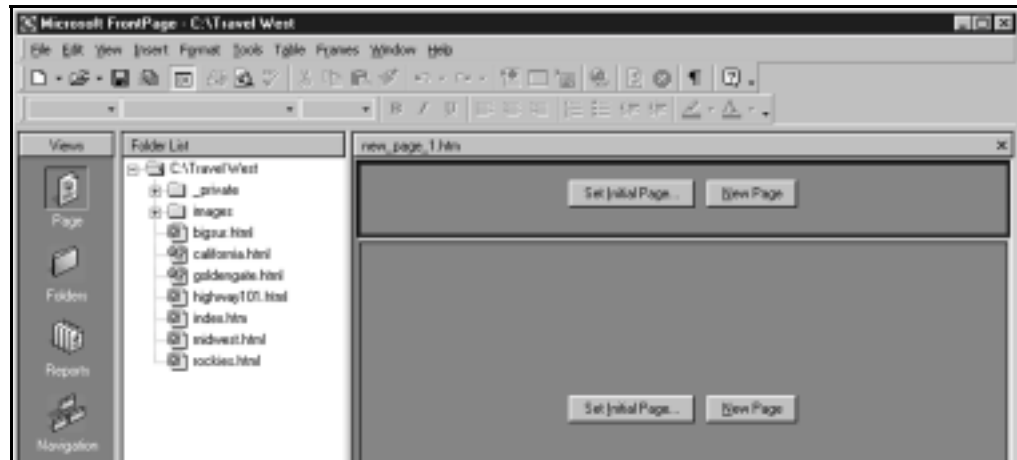 Microsoft FrontPage - C:\Travel West
File Edit View Insert Format Tools Table Frames Window Help
B I U
Views
Folder List
new_page_1.htm
C:\Travel West
_private
images
bigsur.html
california.html
goldengate.html
highway101.html
index.htm
midwest.html
rockies.html
Page
Folders
Reports
Navigation
Set Initial Page... New Page
Set Initial Page... New Page